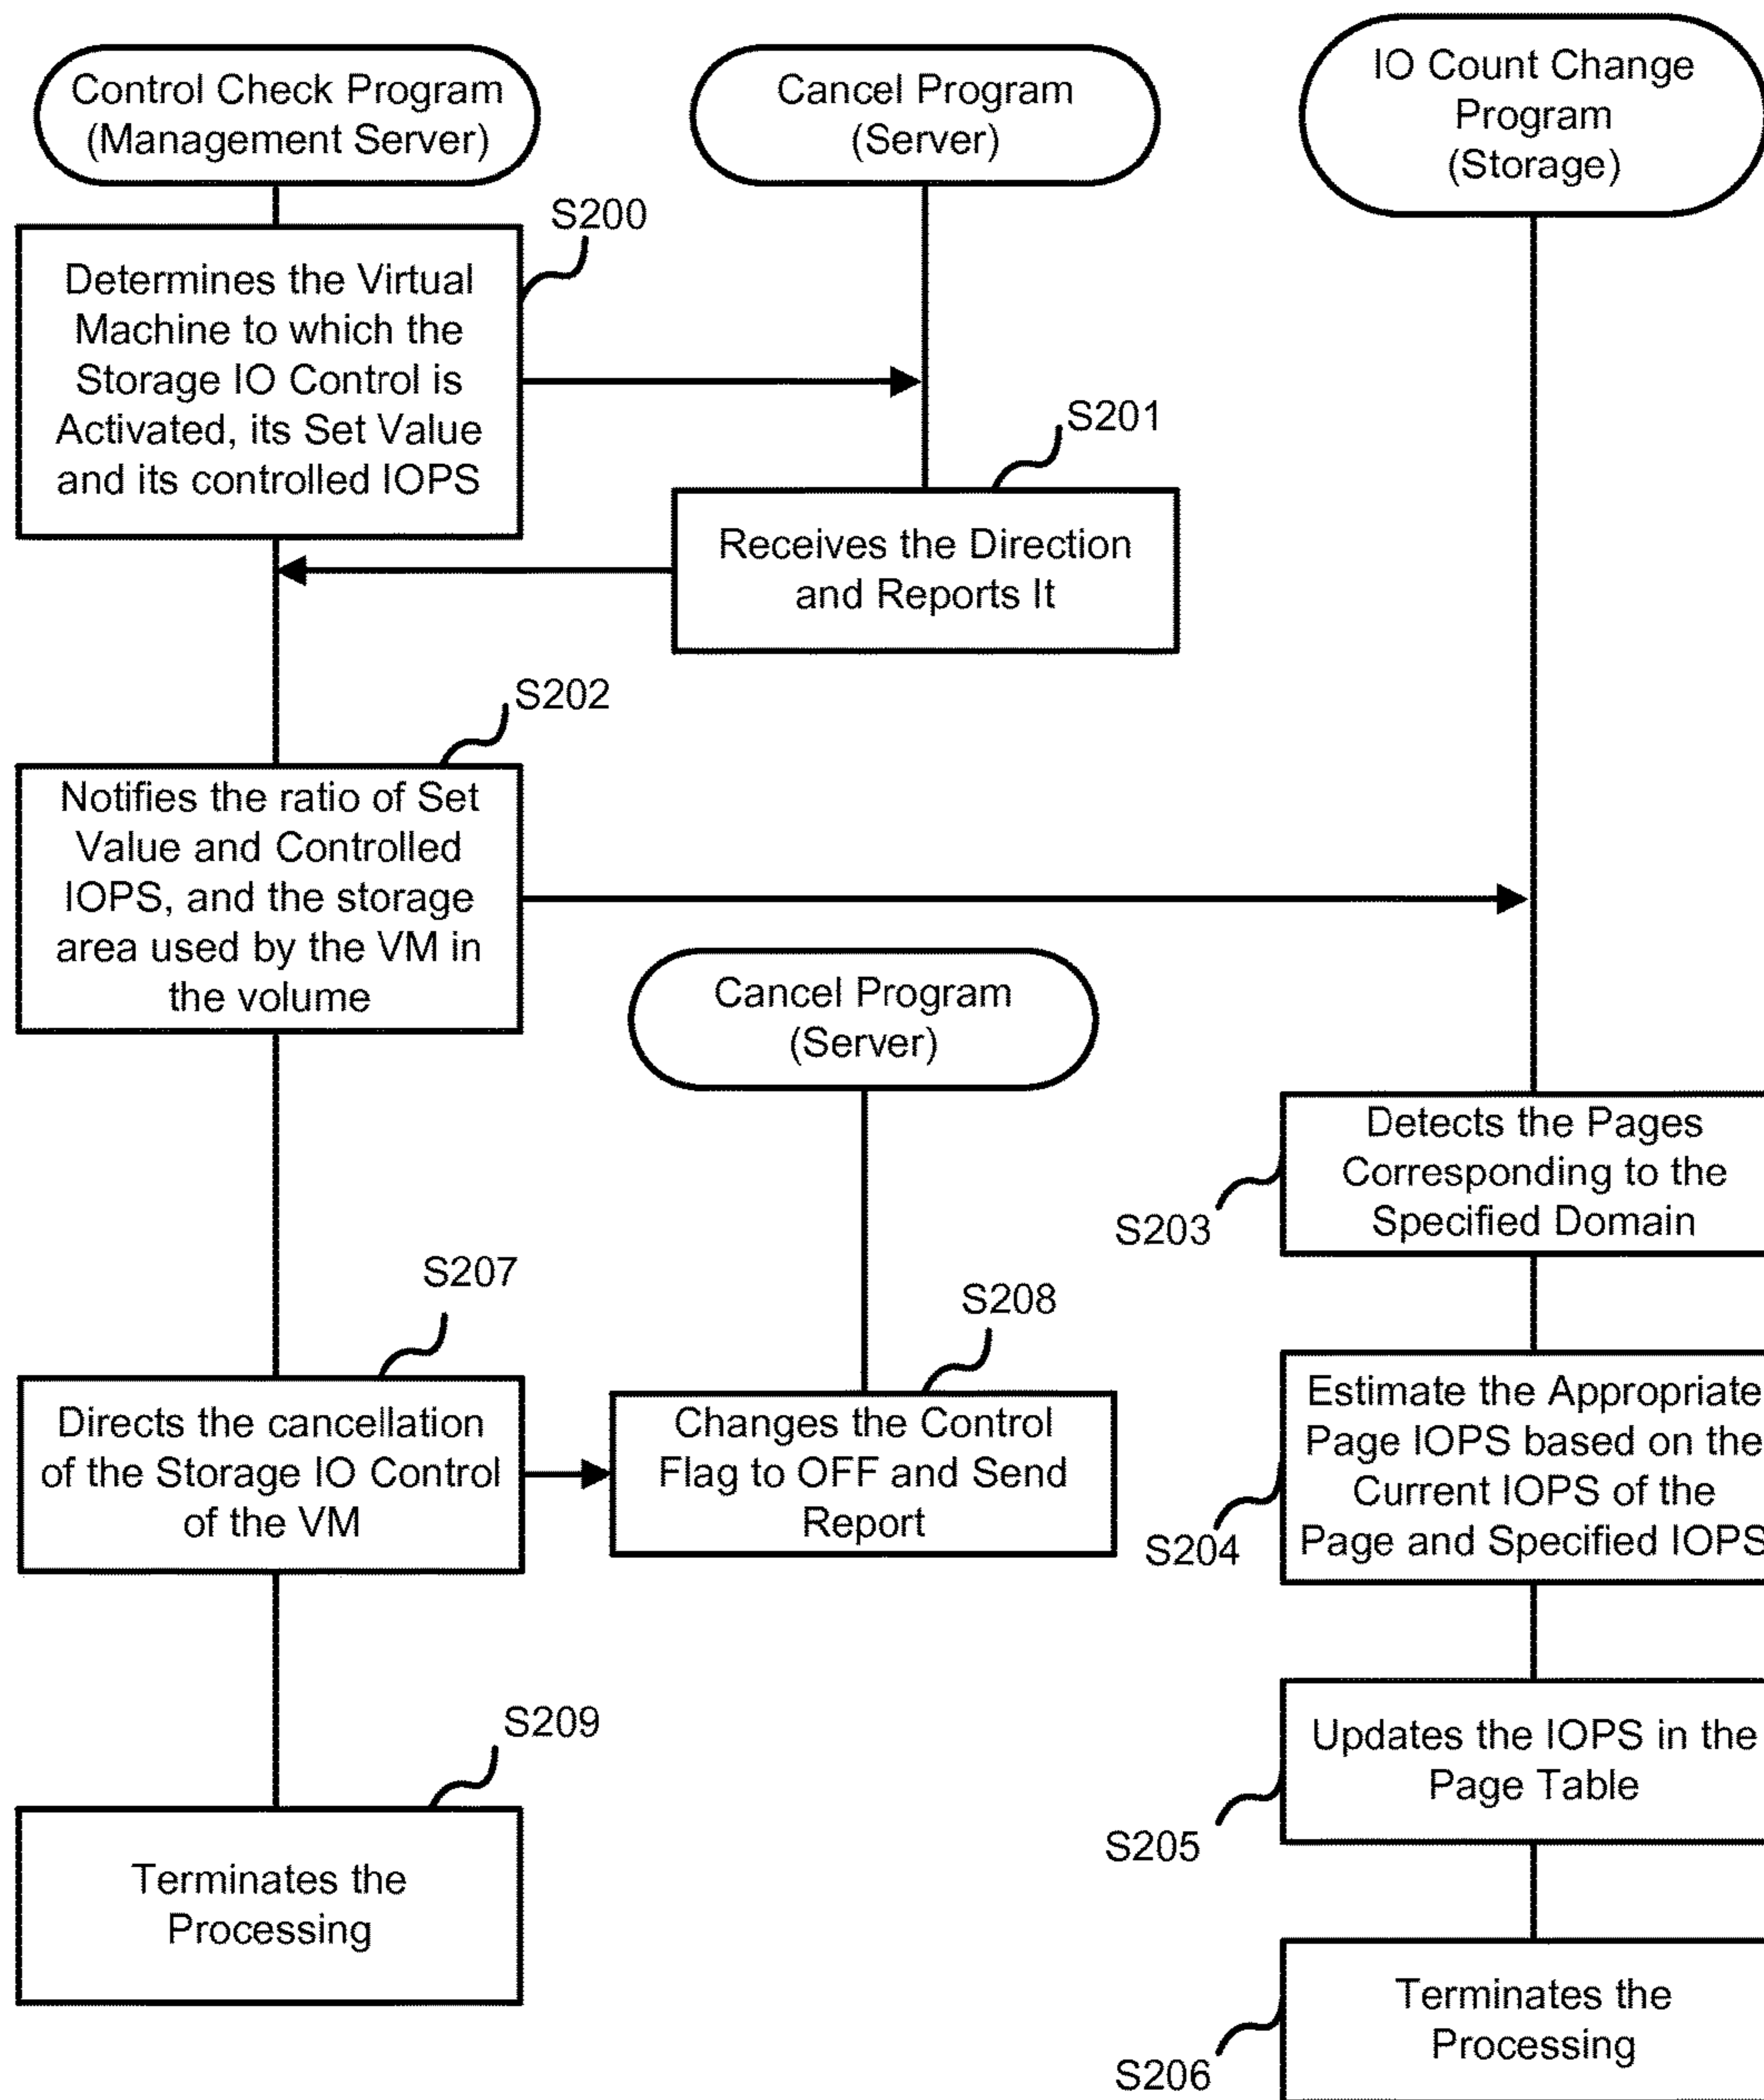 Control Check Program
(Management Server)
Cancel Program
(Server)
IO Count Change
Program
(Storage)
S200
Determines the Virtual
Machine to which the
Storage IO Control is
Activated, its Set Value
and its controlled IOPS
S201
Receives the Direction
and Reports It
S202
Notifies the ratio of Set
Value and Controlled
IOPS, and the storage
area used by the VM in
the volume
Cancel Program
(Server)
Detects the Pages
Corresponding to the
Specified Domain
S203
S207
Directs the cancellation
of the Storage IO Control
of the VM
S208
Changes the Control
Flag to OFF and Send
Report
Estimate the Appropriate
Page IOPS based on the
Current IOPS of the
Page and Specified IOPS
S204
S209
Terminates the
Processing
Updates the IOPS in the
Page Table
S205
Terminates the
Processing
S206